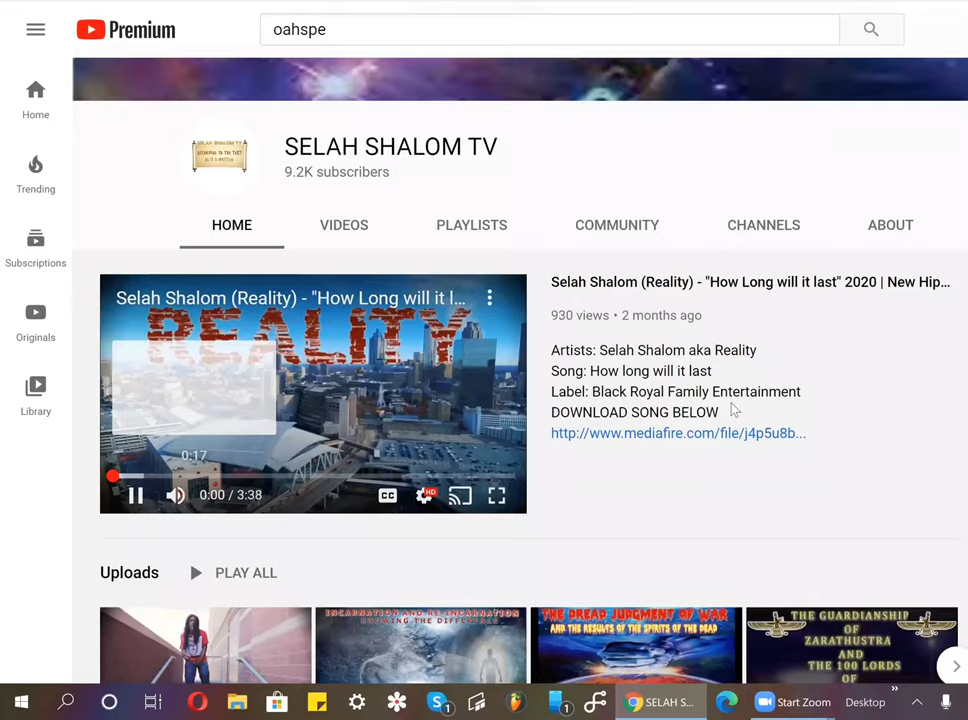 Premium
oahspe
Home
Trending
Subscriptions
Originals
Library
SELAH SHALOM TV
9.2K subscribers
HOME VIDEOS PLAYLISTS COMMUNITY CHANNELS ABOUT
Selah Shalom (Reality) - "How Long will it l...
REALITY
0:17
0:00 / 3:38
CC
HD
Selah Shalom (Reality) - "How Long will it last" 2020 | New Hip...
930 views • 2 months ago
Artists: Selah Shalom aka Reality
Song: How long will it last
Label: Black Royal Family Entertainment
DOWNLOAD SONG BELOW
http://www.mediafire.com/file/j4p5u8b...
Uploads PLAY ALL
INCARNATION AND RE-INCARNATION
KNOWING THE DIFFERENCE
THE DREAD JUDGMENT OF WAR
AND THE RESULTS OF THE SPIRITS OF THE DEAD
THE GUARDIANSHIP
OF
ZARATHUSTRA
AND
THE 100 LORDS
OF
1
1
SELAH S...
Start Zoom
Desktop